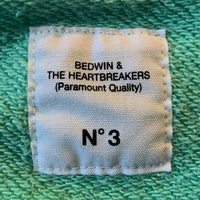 BEDWIN &
THE HEARTBREAKERS
(Paramount Quality)
N° 3